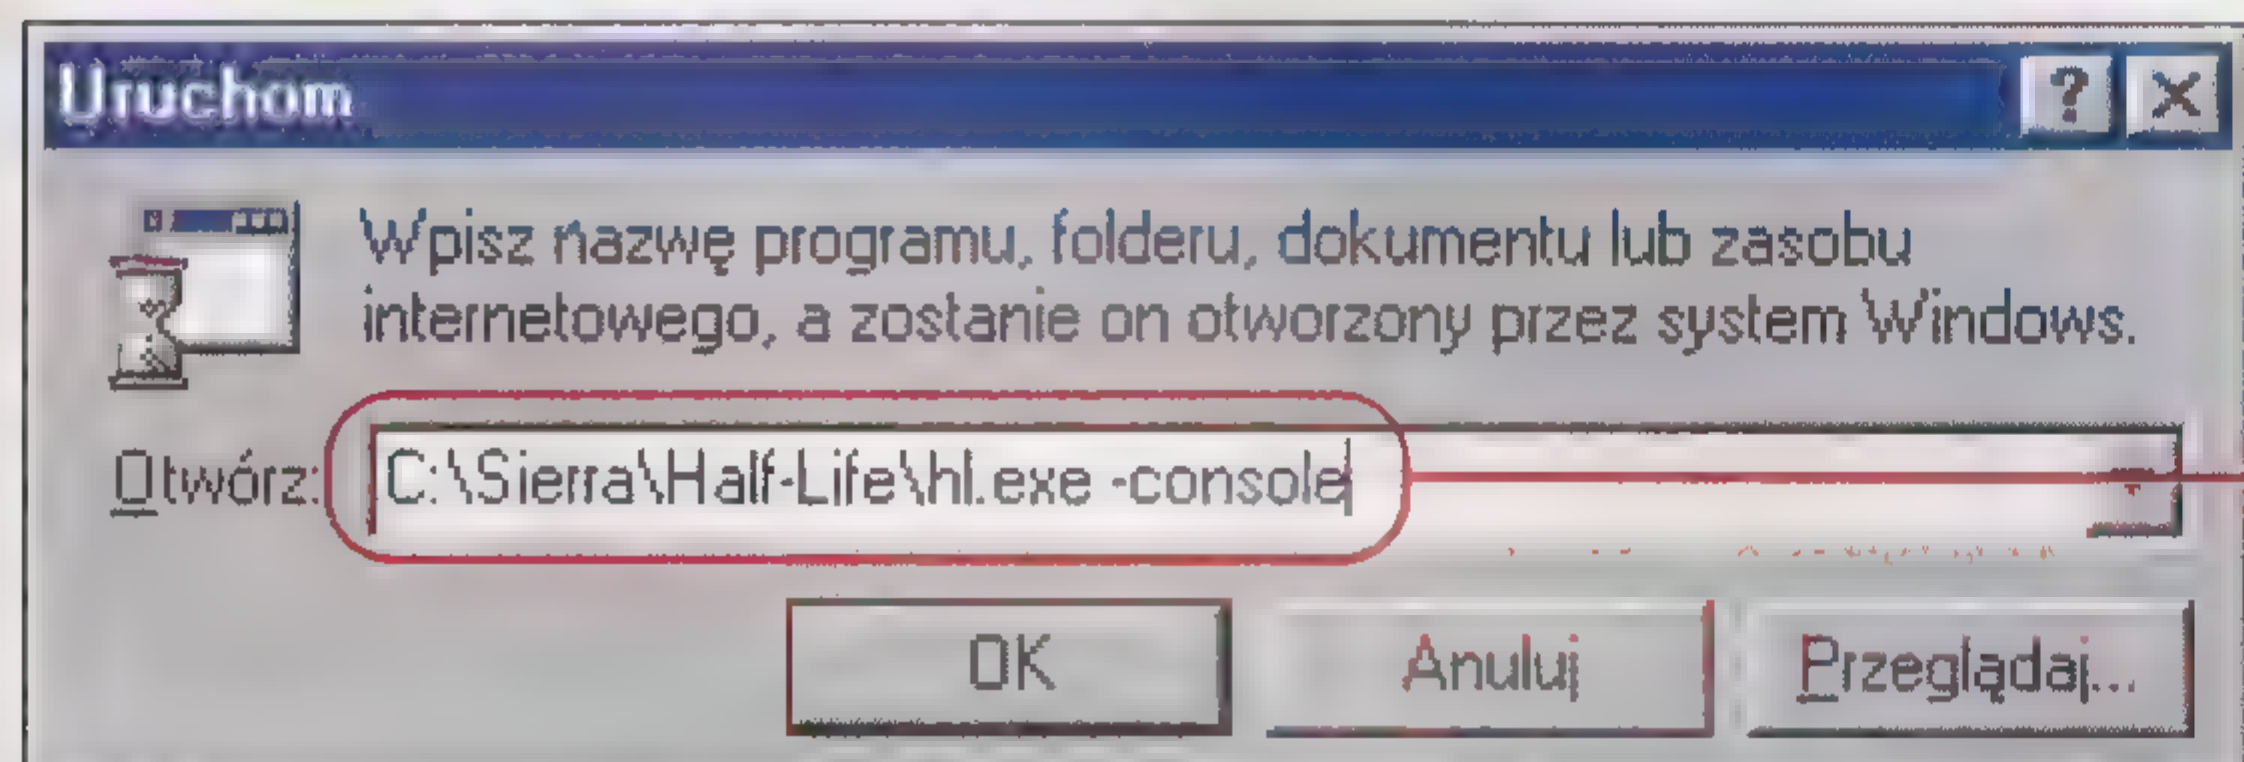 Uruchom
Wpisz nazwę programu, folderu, dokumentu lub zasobu
internetowego, a zostanie on otworzony przez system Windows.
Otwórz: C:\Sierra\Half-Life\hl.exe -console
OK Anuluj Przeglądaj...